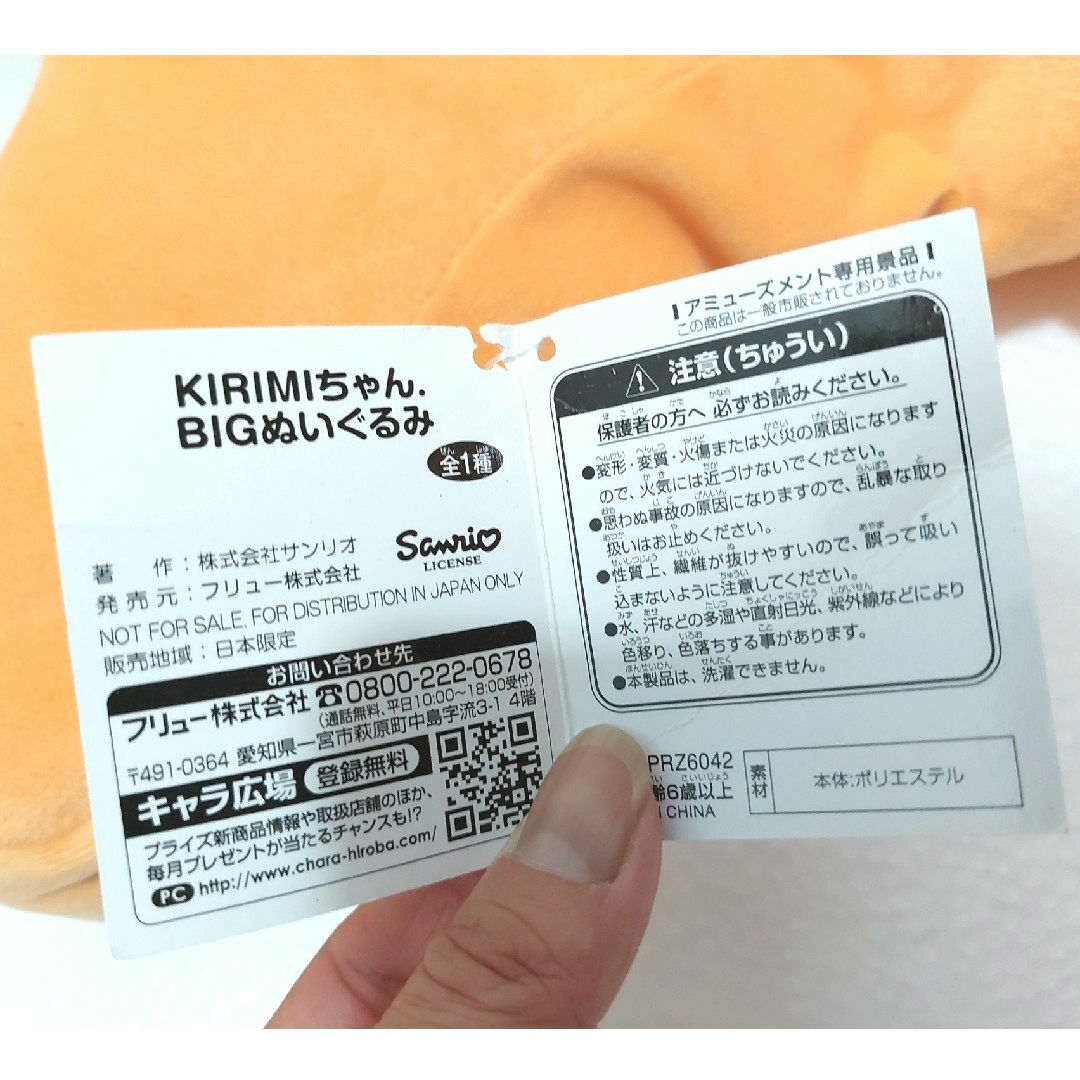 KIRIMIちゃん.
BIGぬいぐるみ
全1種
ぜん しゅ
Sanrio
LICENSE
著　作：株式会社サンリオ
発売元：フリュー株式会社
NOT FOR SALE, FOR DISTRIBUTION IN JAPAN ONLY
販売地域：日本限定
お問い合わせ先
フリュー株式会社 ☎0800-222-0678
（通話無料、平日10:00～18:00受付）
〒491-0364 愛知県一宮市萩原町中島字流3-1 4階
キャラ広場 登録無料
プライズ新商品情報や取扱店舗のほか、
毎月プレゼントが当たるチャンスも!?
PC http://www.chara-hiroba.com/
アミューズメント専用景品
この商品は一般市販されておりません。
注意（ちゅうい）
保護者の方へ 必ずお読みください。
●変形・変質・火傷または火災の原因になります
ので、火気には近づけないでください。
●思わぬ事故の原因になりますので、乱暴な取り
扱いはお止めください。
●性質上、繊維が抜けやすいので、誤って吸い
込まないように注意してください。
●水、汗などの多湿や直射日光、紫外線などにより
色移り、色落ちする事があります。
●本製品は、洗濯できません。
PRZ6042
齢6歳以上
CHINA
素材
本体:ポリエステル